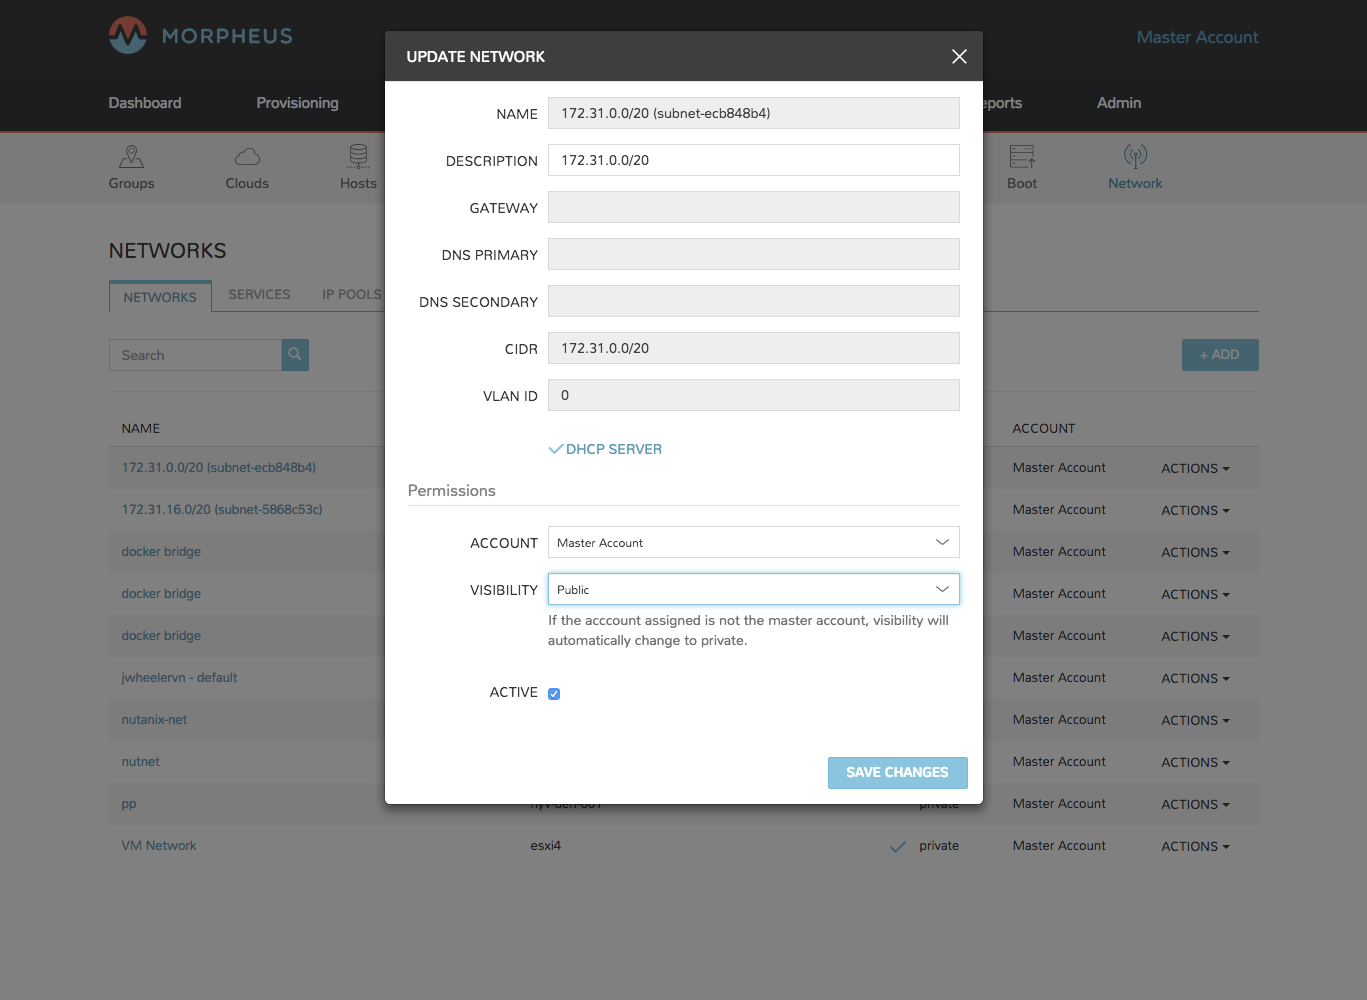 MORPHEUS
Master Account
Dashboard
Provisioning
eports
Admin
Groups
Clouds
Hosts
Boot
Network
NETWORKS
NETWORKS
SERVICES
IP POOLS
Search
+ ADD
NAME
ACCOUNT
172.31.0.0/20 (subnet-ecb848b4)
Master Account
ACTIONS
172.31.16.0/20 (subnet-5868c53c)
Master Account
ACTIONS
docker bridge
Master Account
ACTIONS
docker bridge
Master Account
ACTIONS
docker bridge
Master Account
ACTIONS
jwheelervn - default
Master Account
ACTIONS
nutanix-net
Master Account
ACTIONS
nutnet
Master Account
ACTIONS
pp
private
Master Account
ACTIONS
VM Network
esxi4
private
Master Account
ACTIONS
UPDATE NETWORK
NAME
172.31.0.0/20 (subnet-ecb848b4)
DESCRIPTION
172.31.0.0/20
GATEWAY
DNS PRIMARY
DNS SECONDARY
CIDR
172.31.0.0/20
VLAN ID
0
DHCP SERVER
Permissions
ACCOUNT
Master Account
VISIBILITY
Public
If the acccount assigned is not the master account, visibility will
automatically change to private.
ACTIVE
SAVE CHANGES